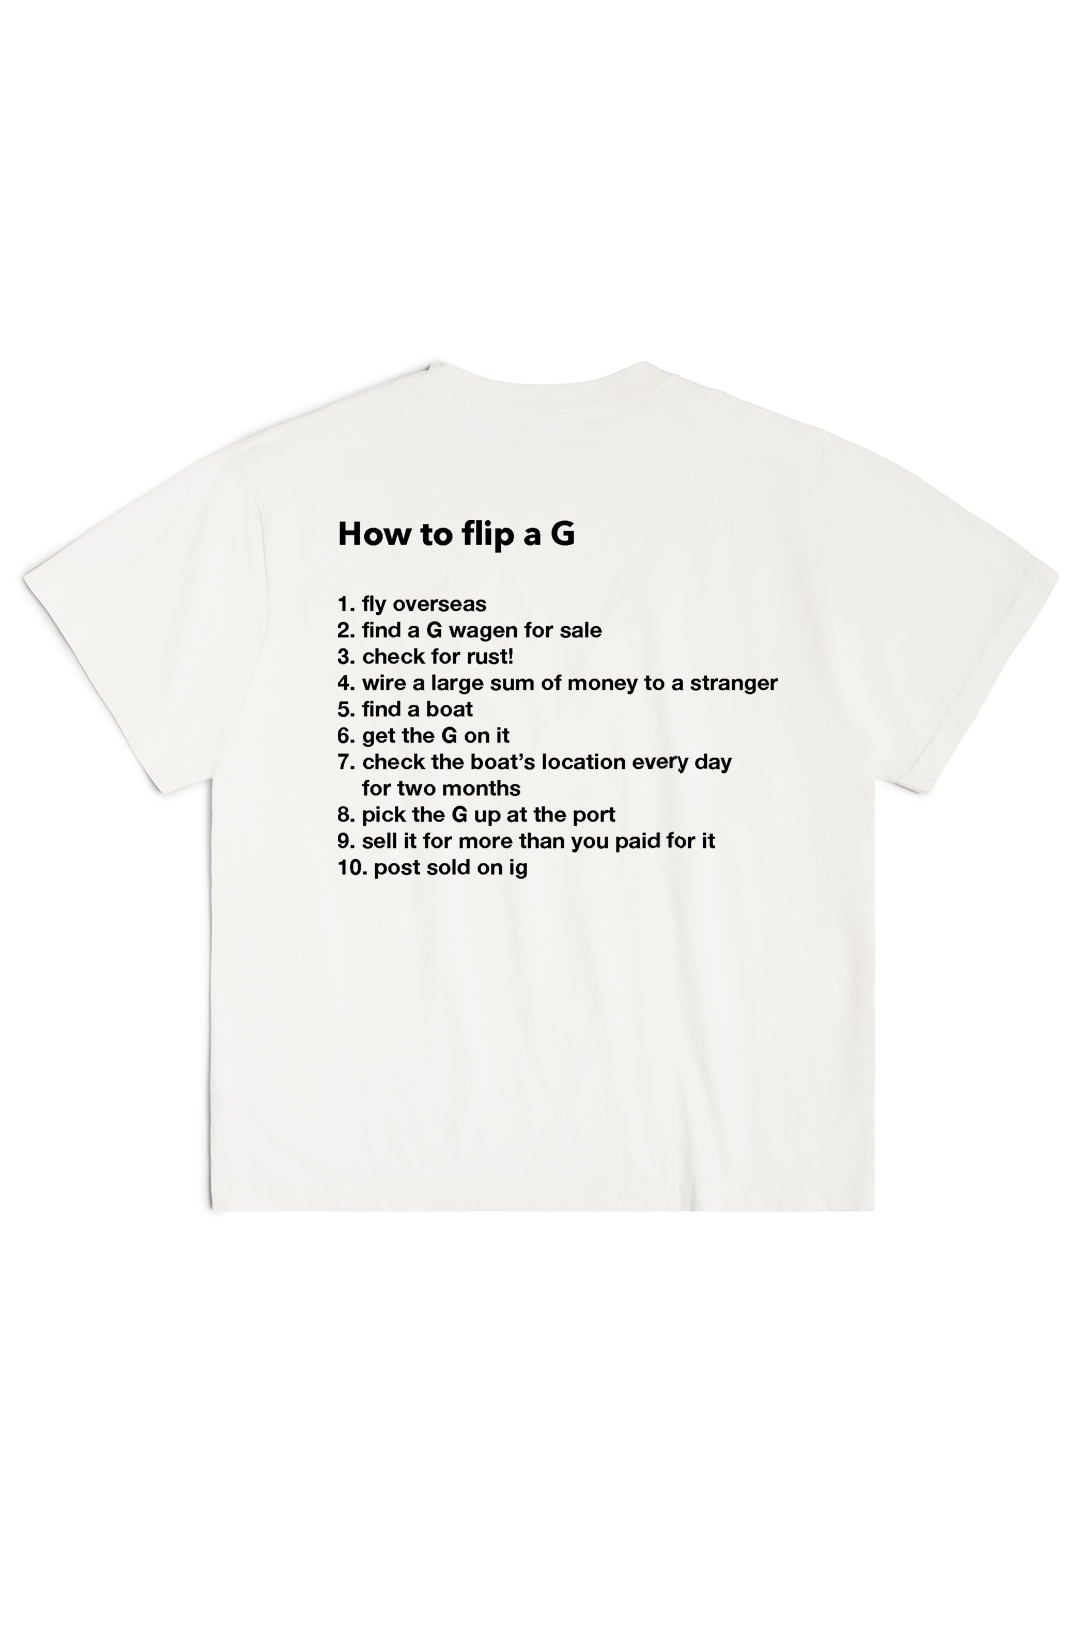 How to flip a G
1. fly overseas
2. find a G wagen for sale
3. check for rust!
4. wire a large sum of money to a stranger
5. find a boat
6. get the G on it
7. check the boat’s location every day
for two months
8. pick the G up at the port
9. sell it for more than you paid for it
10. post sold on ig